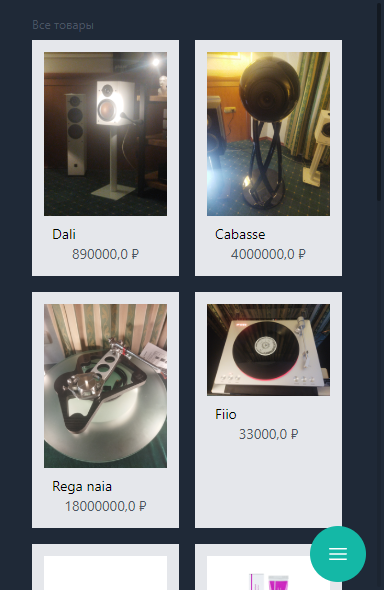 Все товары
Dali
890000,0 ₽
Cabasse
4000000,0 ₽
Rega naia
18000000,0 ₽
Fiio
33000,0 ₽